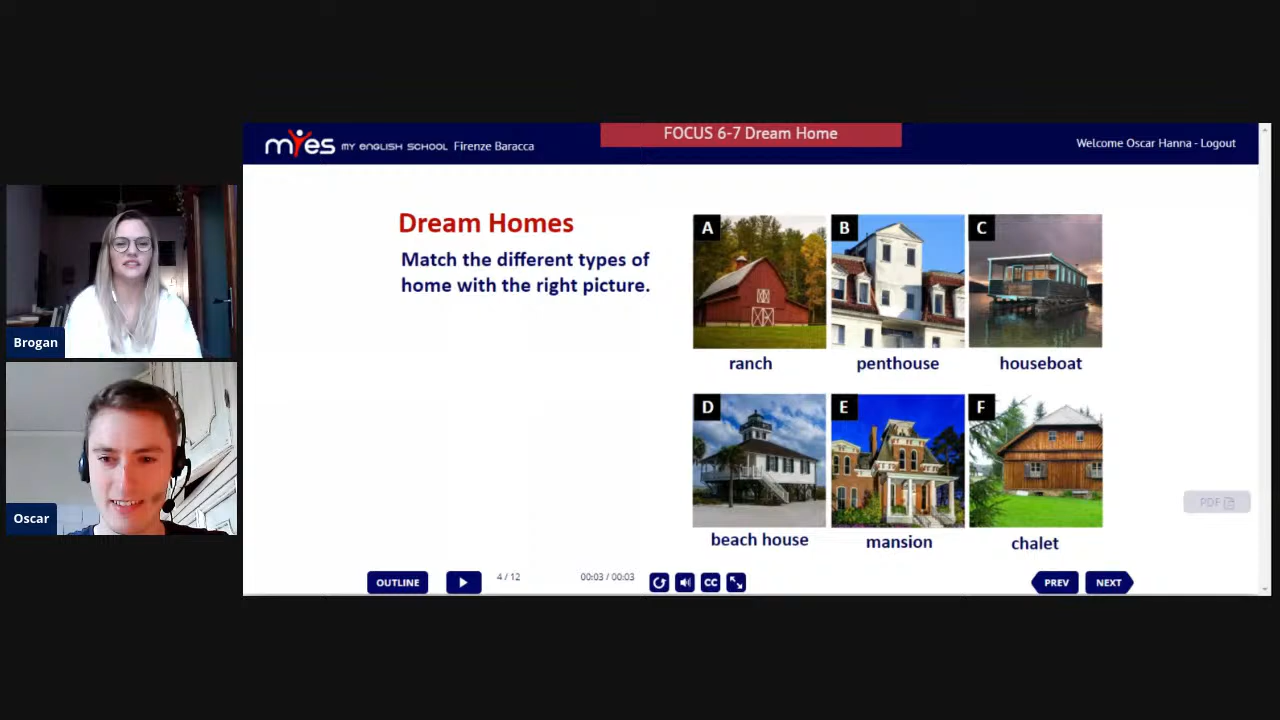 myes MY ENGLISH SCHOOL Firenze Baracca
FOCUS 6-7 Dream Home
Welcome Oscar Hanna - Logout
Brogan
Oscar
Dream Homes
Match the different types of
home with the right picture.
A
B
C
ranch
penthouse
houseboat
D
E
F
beach house
mansion
chalet
PDF
OUTLINE
4 / 12
00:03 / 00:03
CC
PREV
NEXT